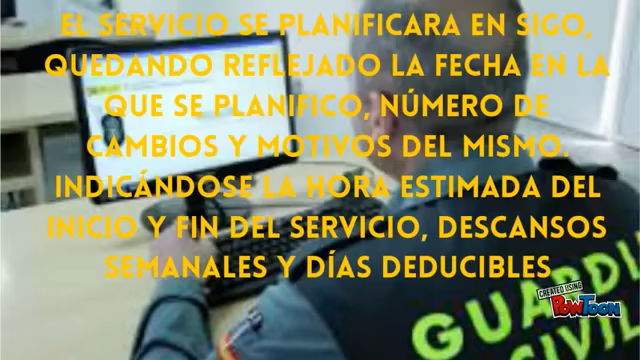 EL SERVICIO SE PLANIFICARA EN SIGO,
QUEDANDO REFLEJADO LA FECHA EN LA
QUE SE PLANIFICO, NÚMERO DE
CAMBIOS Y MOTIVOS DEL MISMO.
INDICÁNDOSE LA HORA ESTIMADA DEL
INICIO Y FIN DEL SERVICIO, DESCANSOS
SEMANALES Y DÍAS DEDUCIBLES
CREATED USING
POWTOON
GUARDI
CIVIL